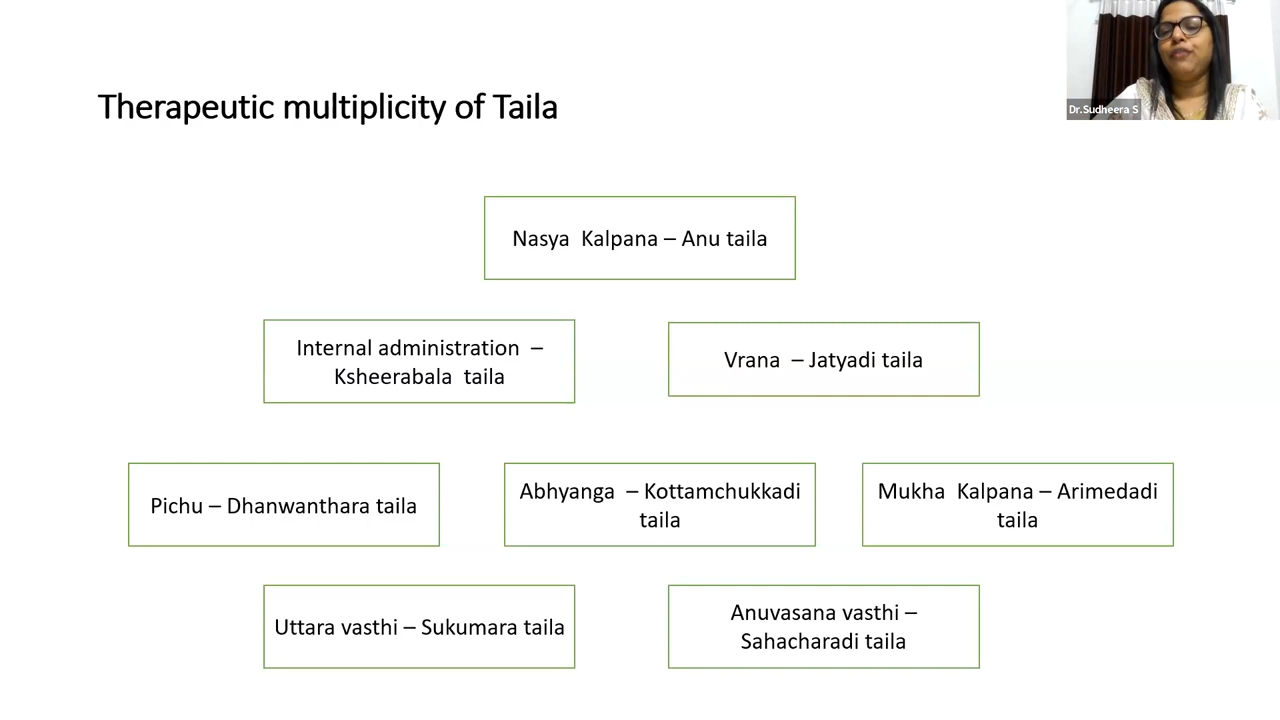 Dr.Sudheera S
Therapeutic multiplicity of Taila
Nasya  Kalpana – Anu taila
Internal administration  –
Ksheerabala  taila
Vrana  – Jatyadi taila
Pichu – Dhanwanthara taila
Abhyanga  – Kottamchukkadi
taila
Mukha  Kalpana – Arimedadi
taila
Uttara vasthi – Sukumara taila
Anuvasana vasthi –
Sahacharadi taila